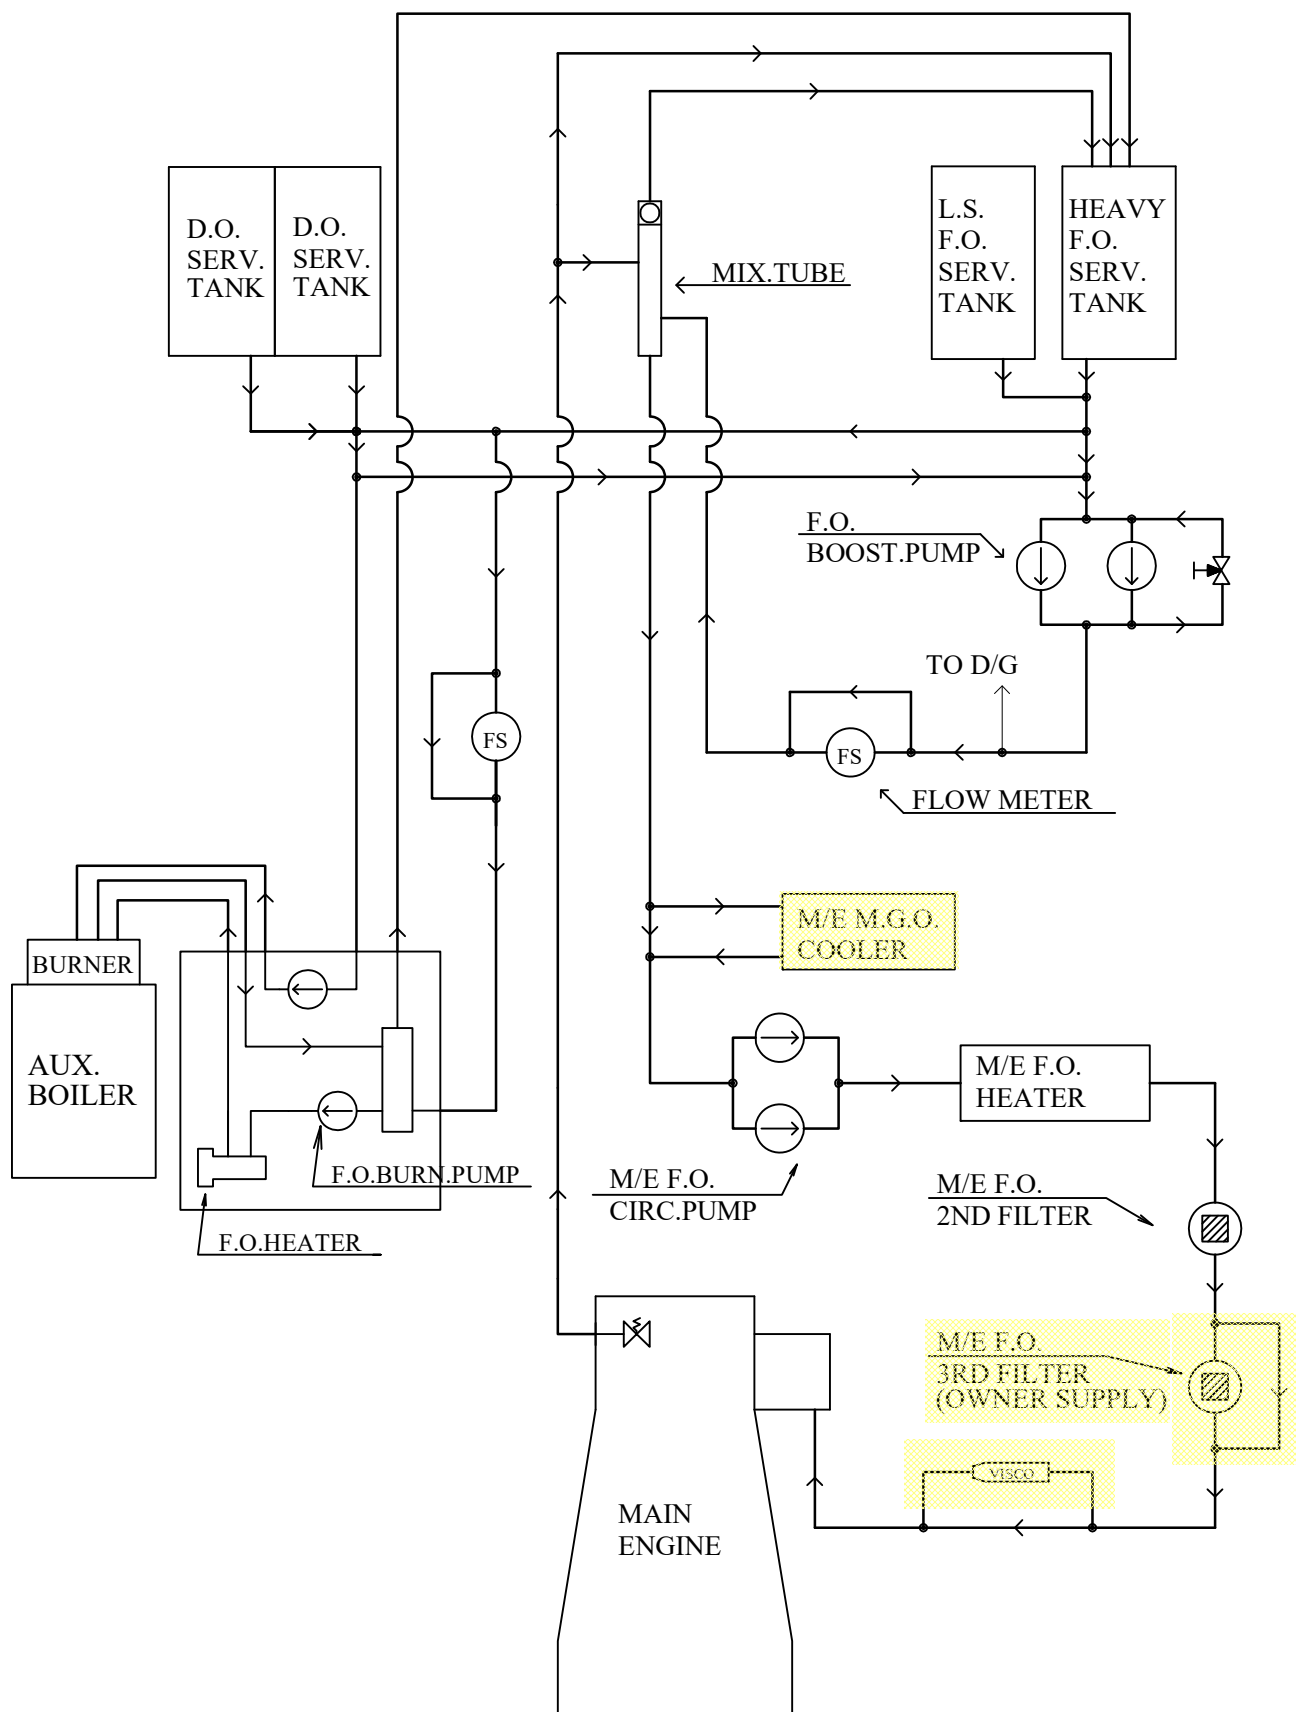 D.O.
SERV.
TANK
D.O.
SERV.
TANK
MIX.TUBE
L.S.
F.O.
SERV.
TANK
HEAVY
F.O.
SERV.
TANK
F.O.
BOOST.PUMP
TO D/G
FS
FS
FLOW METER
M/E M.G.O.
COOLER
BURNER
AUX.
BOILER
M/E F.O.
HEATER
F.O.BURN.PUMP
F.O.HEATER
M/E F.O.
CIRC.PUMP
M/E F.O.
2ND FILTER
M/E F.O.
3RD FILTER
(OWNER SUPPLY)
VISCO
MAIN
ENGINE